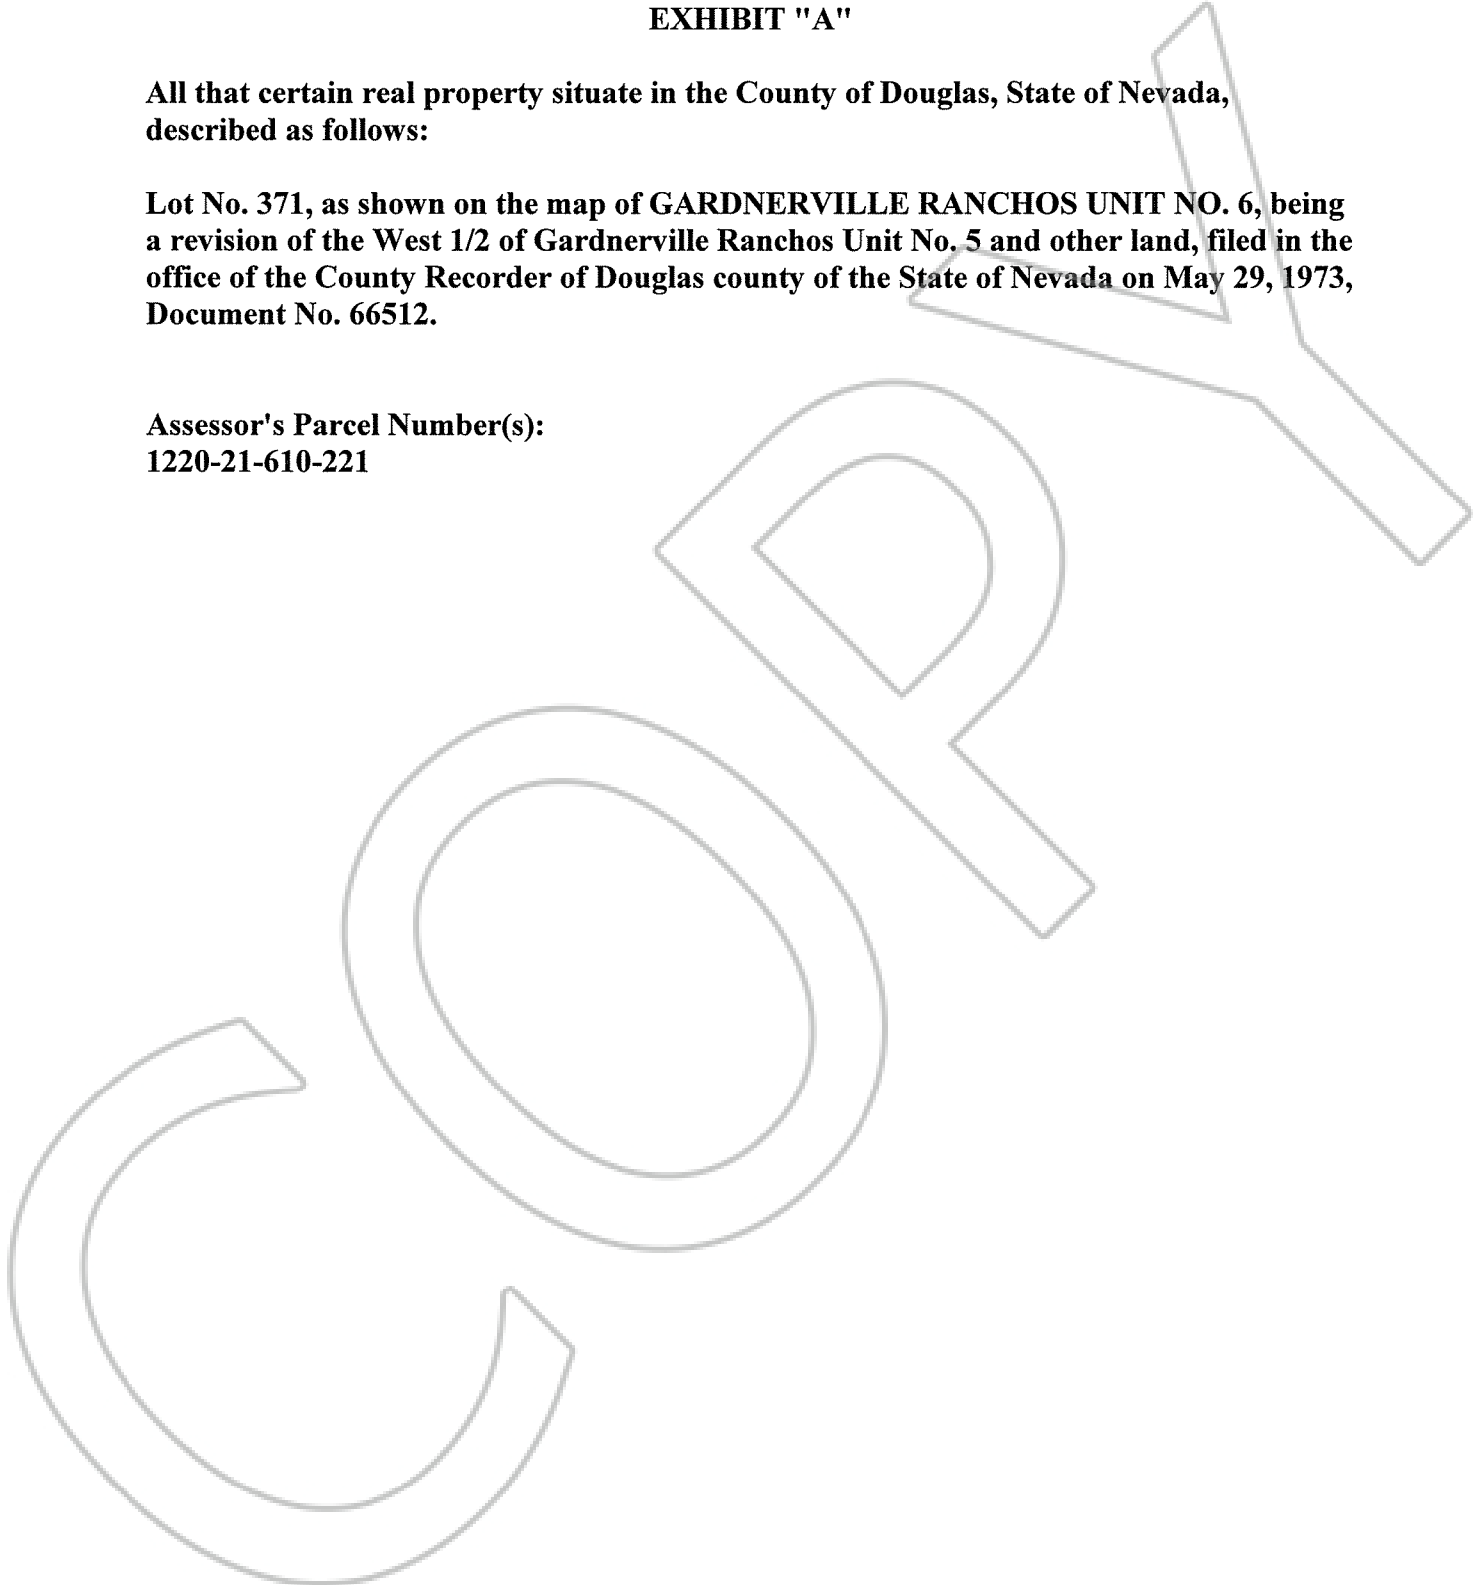 EXHIBIT "A"
All that certain real property situate in the County of Douglas, State of Nevada,
described as follows:
Lot No. 371, as shown on the map of GARDNERVILLE RANCHOS UNIT NO. 6, being
a revision of the West 1/2 of Gardnerville Ranchos Unit No. 5 and other land, filed in the
office of the County Recorder of Douglas county of the State of Nevada on May 29, 1973,
Document No. 66512.
Assessor's Parcel Number(s):
1220-21-610-221
COPY